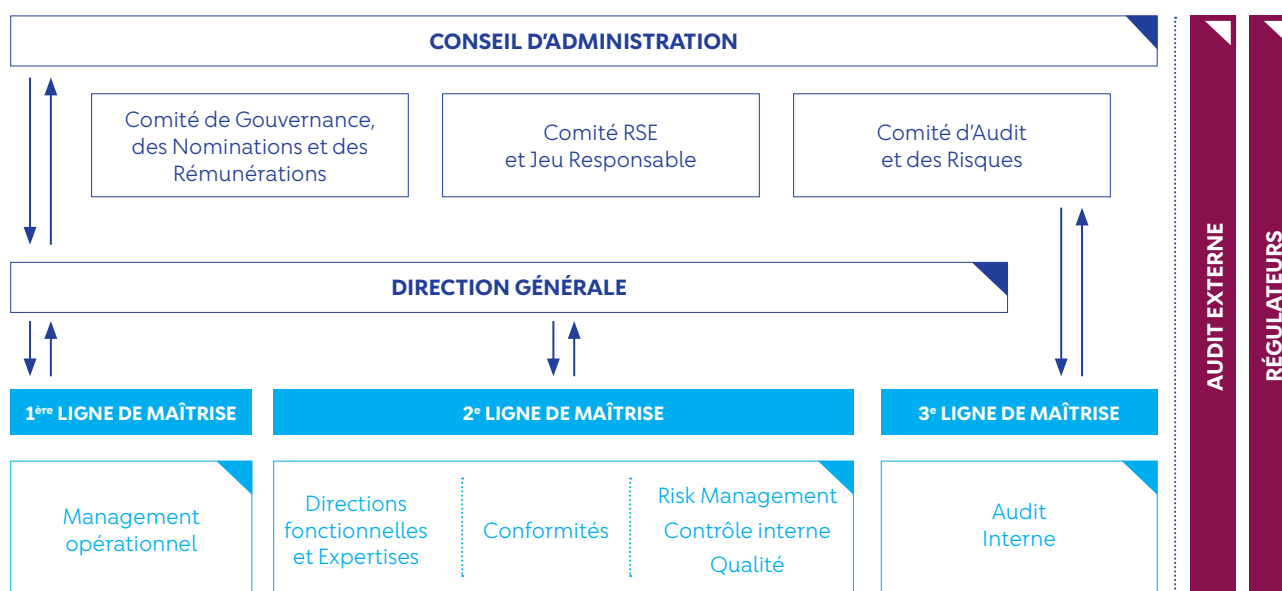 CONSEIL D'ADMINISTRATION
Comité de Gouvernance,
des Nominations et des
Rémunérations
Comité RSE
et Jeu Responsable
Comité d'Audit
et des Risques
DIRECTION GÉNÉRALE
1ère LIGNE DE MAÎTRISE
2e LIGNE DE MAÎTRISE
3e LIGNE DE MAÎTRISE
Management
opérationnel
Directions
fonctionnelles
et Expertises
Conformités
Risk Management
Contrôle interne
Qualité
Audit
Interne
AUDIT EXTERNE
RÉGULATEURS